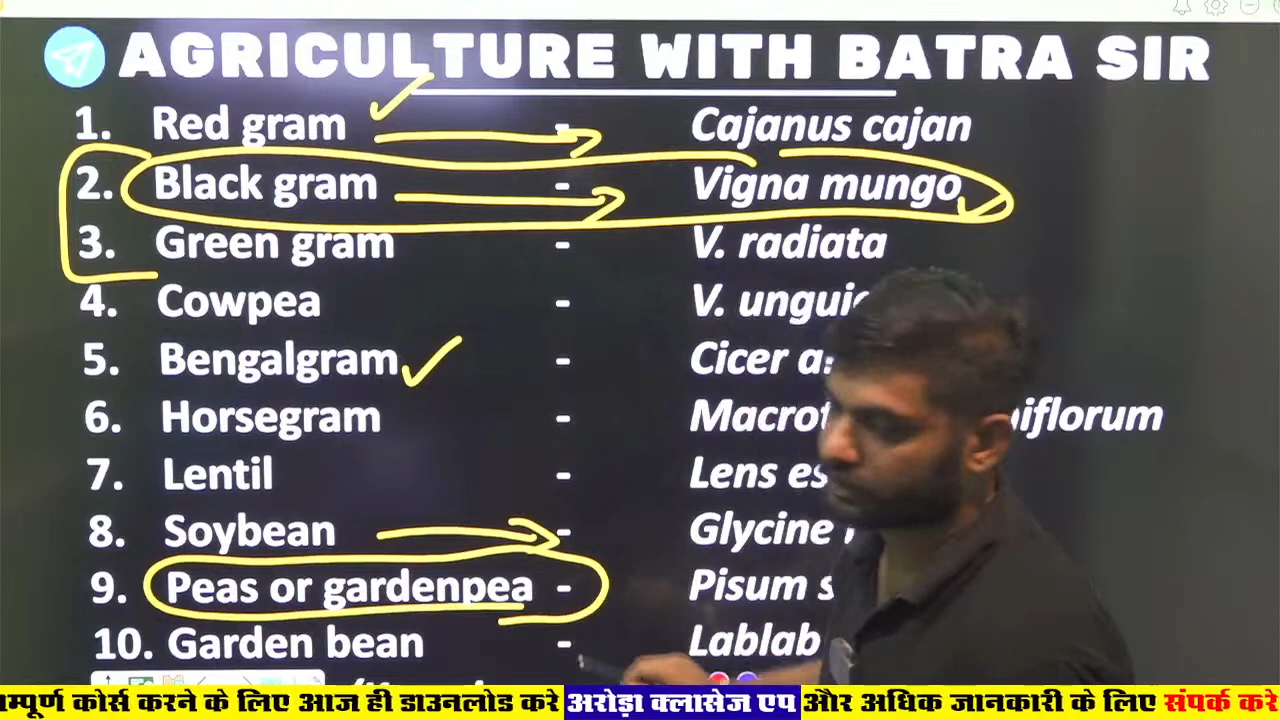 AGRICULTURE WITH BATRA SIR
1. Red gram - Cajanus cajan
2. Black gram - Vigna mungo
3. Green gram - V. radiata
4. Cowpea - V. unguic
5. Bengalgram - Cicer a
6. Horsegram - Macrot iflorum
7. Lentil - Lens es
8. Soybean - Glycine
9. Peas or gardenpea - Pisum s
10. Garden bean - Lablab
म्पूर्ण कोर्स करने के लिए आज ही डाउनलोड करे अरोड़ा क्लासेज एप और अधिक जानकारी के लिए संपर्क करे